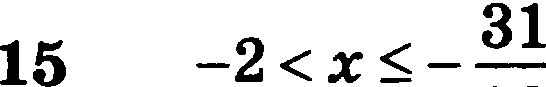 15 -2 < x ≤ - 31